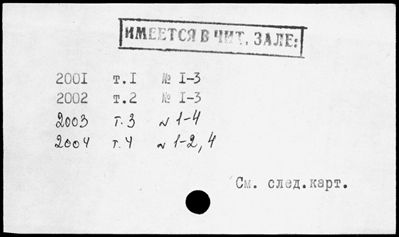 ИМЕЕТСЯ В ЧИТ. ЗАЛЕ:
2001 т.1 № 1-3
2002 т.2 № 1-3
2003 т.3 № 1-4
2004 т.4 № 1-2,4
См. след.карт.